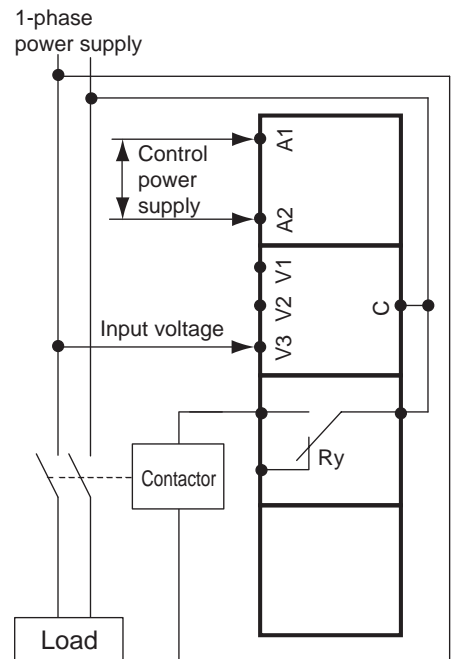 1-phase
power supply
A1
Control
power
supply
A2
V1
V2
C
Input voltage
V3
Ry
Contactor
Load